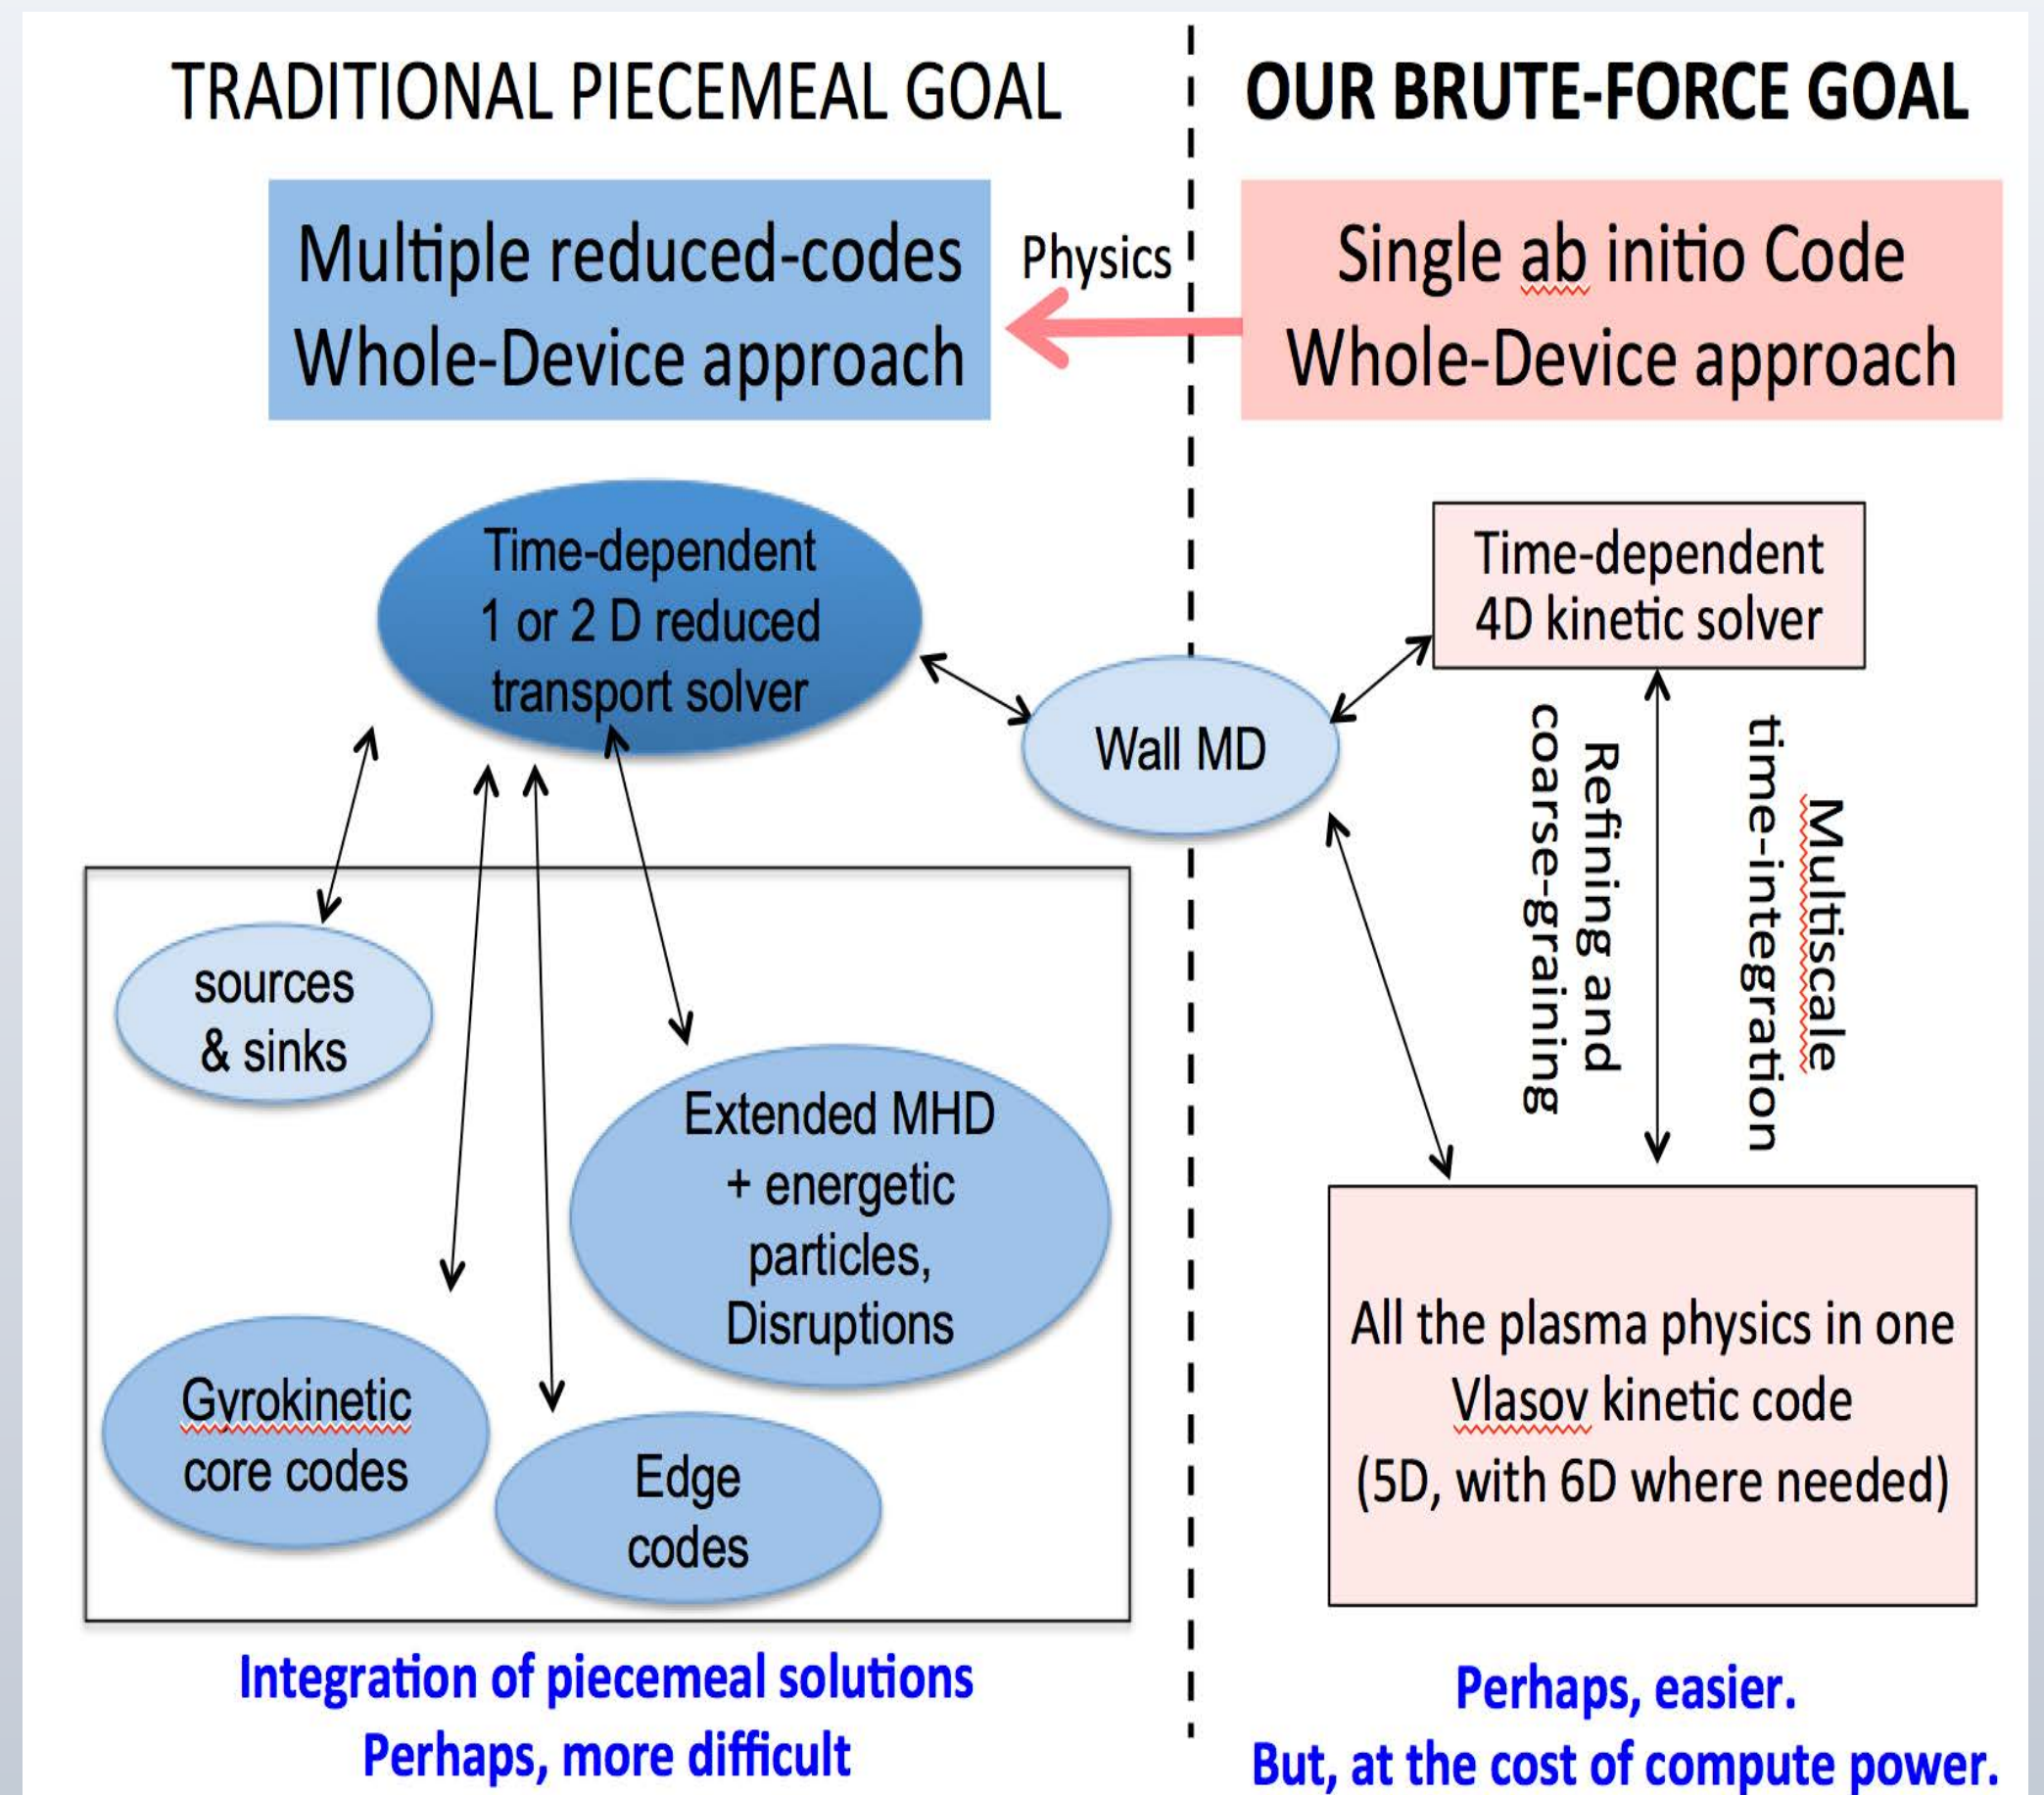 TRADITIONAL PIECEMEAL GOAL
OUR BRUTE-FORCE GOAL
Multiple reduced-codes
Whole-Device approach
Physics
Single ab initio Code
Whole-Device approach
Time-dependent
1 or 2 D reduced
transport solver
Wall MD
Time-dependent
4D kinetic solver
Refining and
coarse-graining
Multiscale
time-integration
sources
& sinks
Extended MHD
+ energetic
particles,
Disruptions
Gyrokinetic
core codes
Edge
codes
All the plasma physics in one
Vlasov kinetic code
(5D, with 6D where needed)
Integration of piecemeal solutions
Perhaps, more difficult
Perhaps, easier.
But, at the cost of compute power.